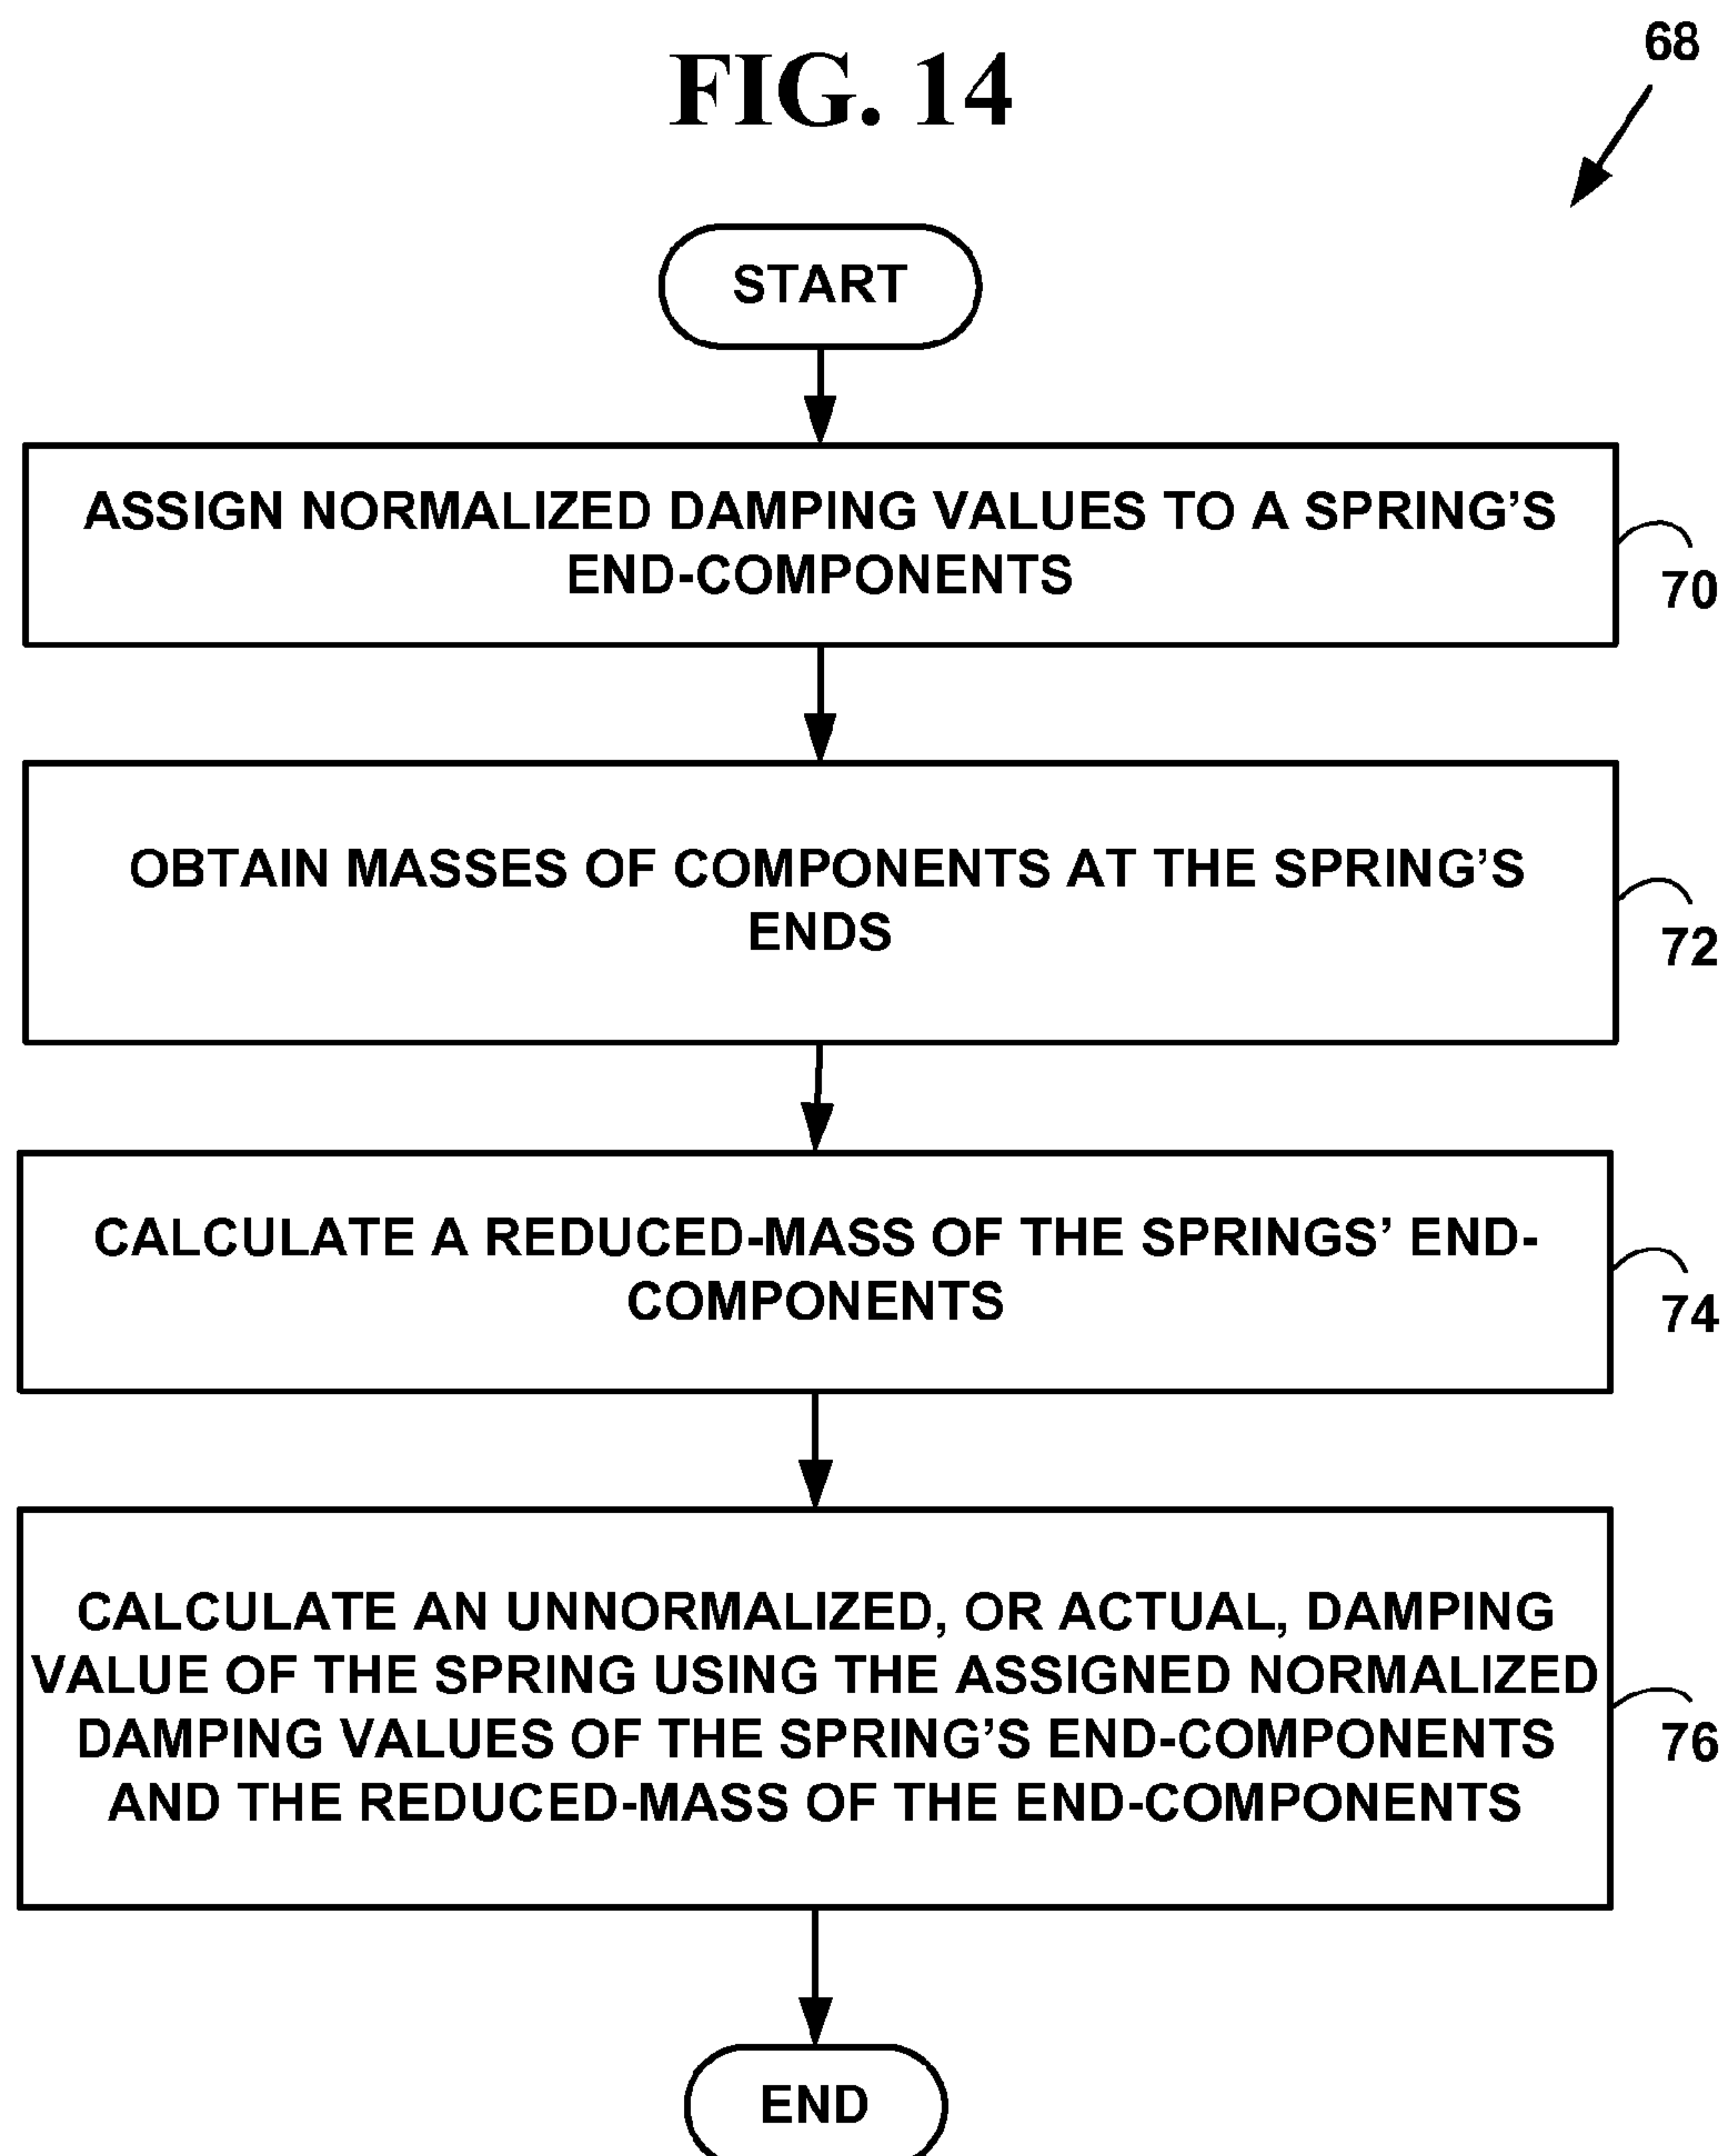 FIG. 14
68
START
ASSIGN NORMALIZED DAMPING VALUES TO A SPRING’S
END-COMPONENTS
70
OBTAIN MASSES OF COMPONENTS AT THE SPRING’S
ENDS
72
CALCULATE A REDUCED-MASS OF THE SPRINGS’ END-
COMPONENTS
74
CALCULATE AN UNNORMALIZED, OR ACTUAL, DAMPING
VALUE OF THE SPRING USING THE ASSIGNED NORMALIZED
DAMPING VALUES OF THE SPRING’S END-COMPONENTS
AND THE REDUCED-MASS OF THE END-COMPONENTS
76
END